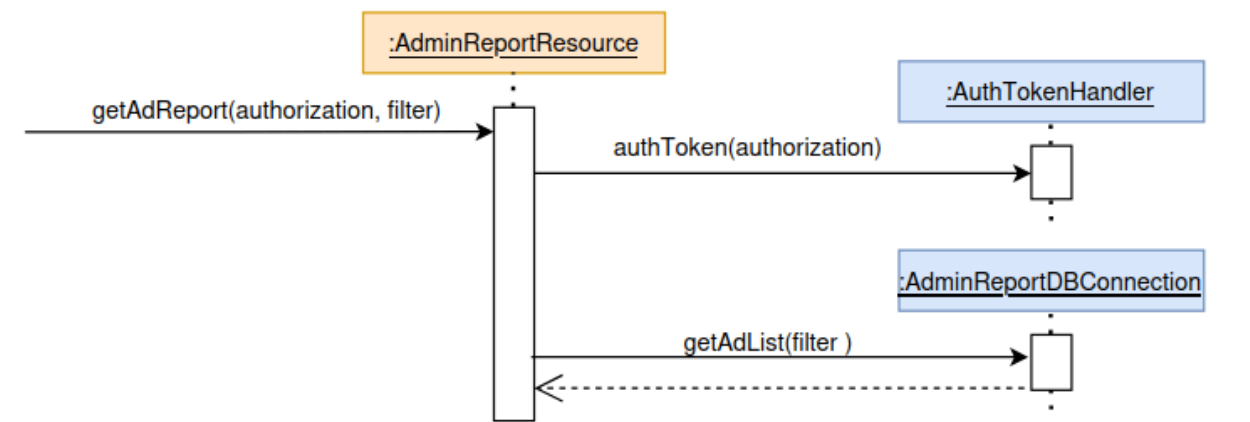 :AdminReportResource
getAdReport(authorization, filter)
:AuthTokenHandler
authToken(authorization)
:AdminReportDBConnection
getAdList(filter )